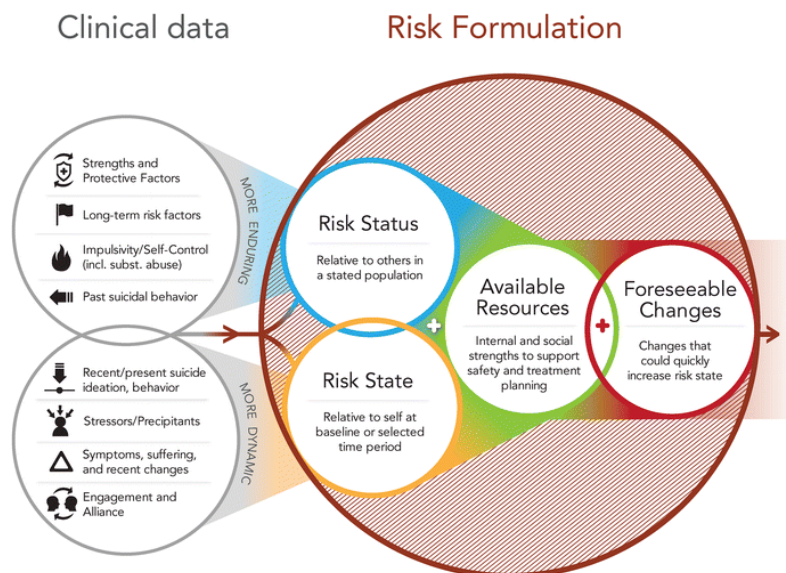 Clinical data
Risk Formulation
Strengths and
Protective Factors
Long-term risk factors
Impulsivity/Self-Control
(incl. subst. abuse)
Past suicidal behavior
MORE ENDURING
Recent/present suicide
ideation, behavior
Stressors/Precipitants
Symptoms, suffering,
and recent changes
Engagement and
Alliance
MORE DYNAMIC
Risk Status
Relative to others in
a stated population
Risk State
Relative to self at
baseline or selected
time period
Available
Resources
Internal and social
strengths to support
safety and treatment
planning
Foreseeable
Changes
Changes that
could quickly
increase risk state